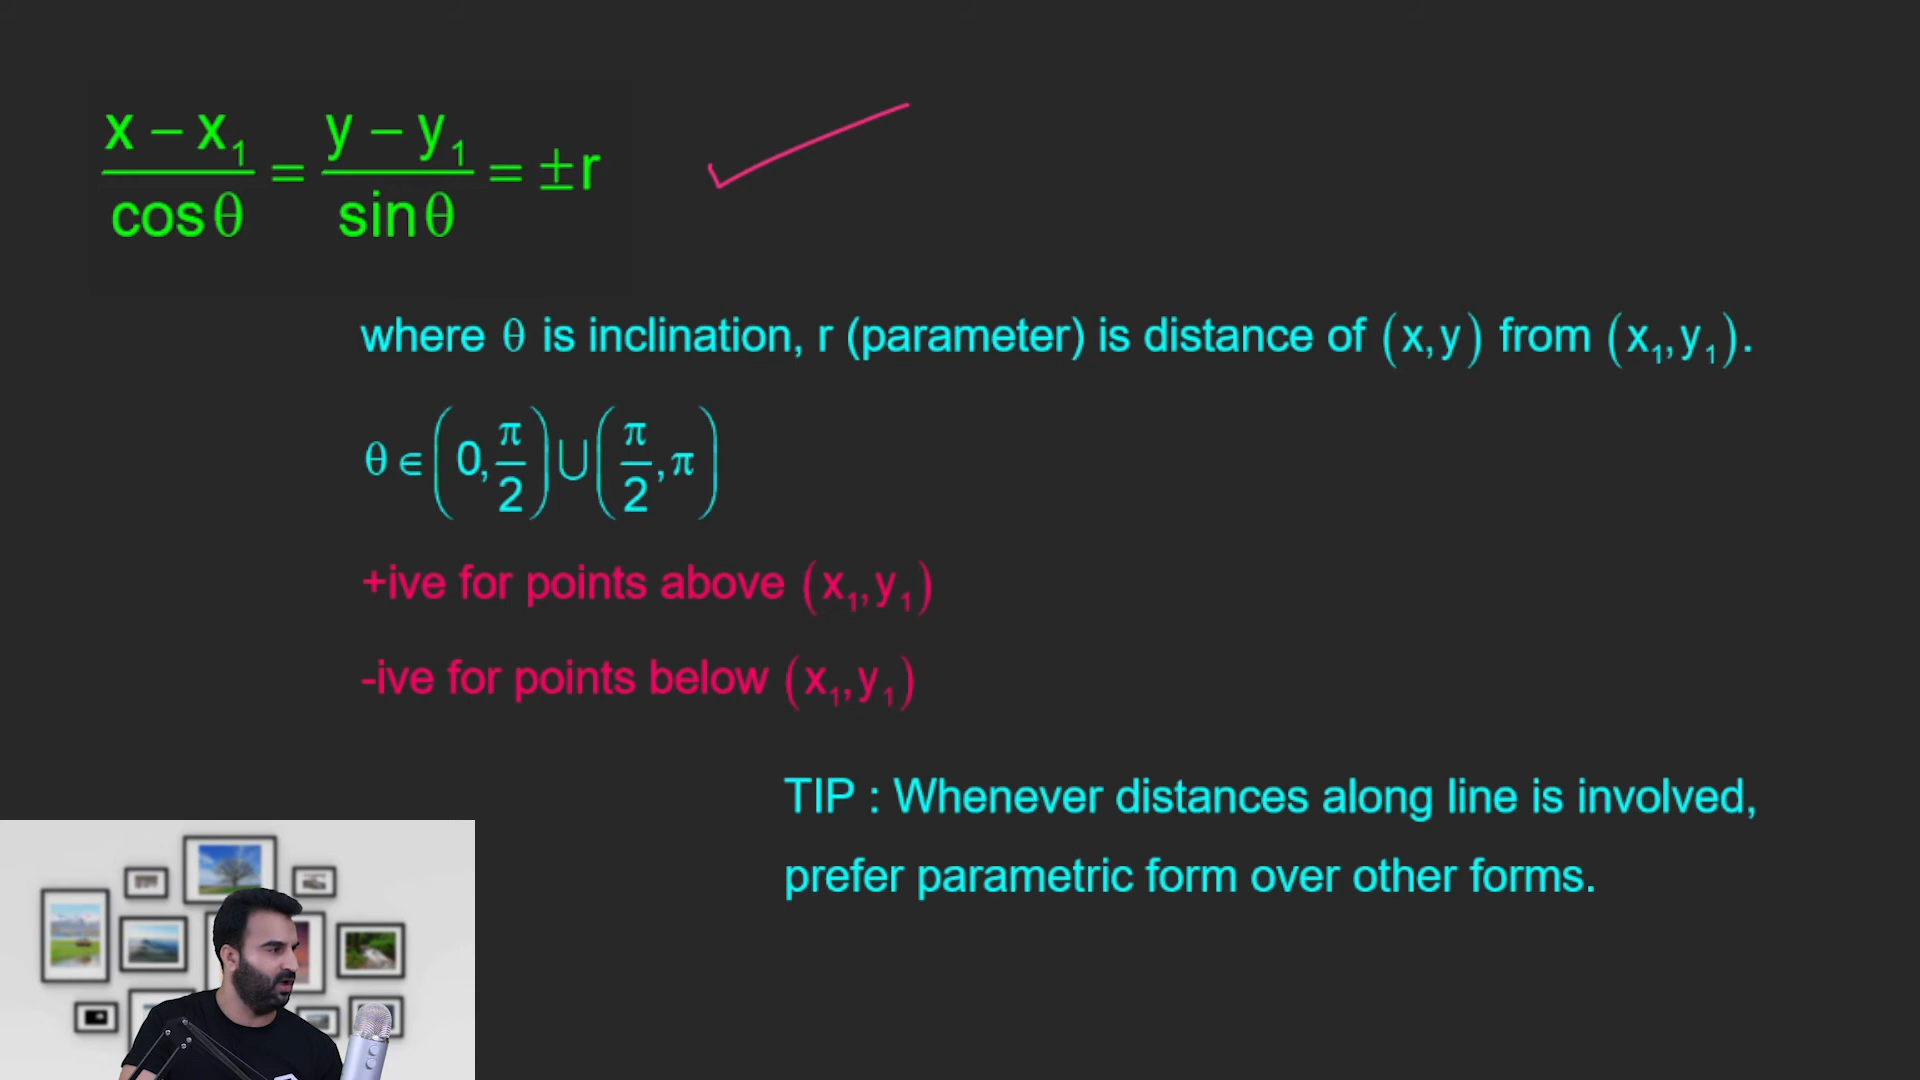 (x − x₁)/cos θ = (y − y₁)/sin θ = ±r
where θ is inclination, r (parameter) is distance of (x,y) from (x₁,y₁).
θ ∈ (0, π/2) ∪ (π/2, π)
+ive for points above (x₁,y₁)
-ive for points below (x₁,y₁)
TIP : Whenever distances along line is involved,
prefer parametric form over other forms.